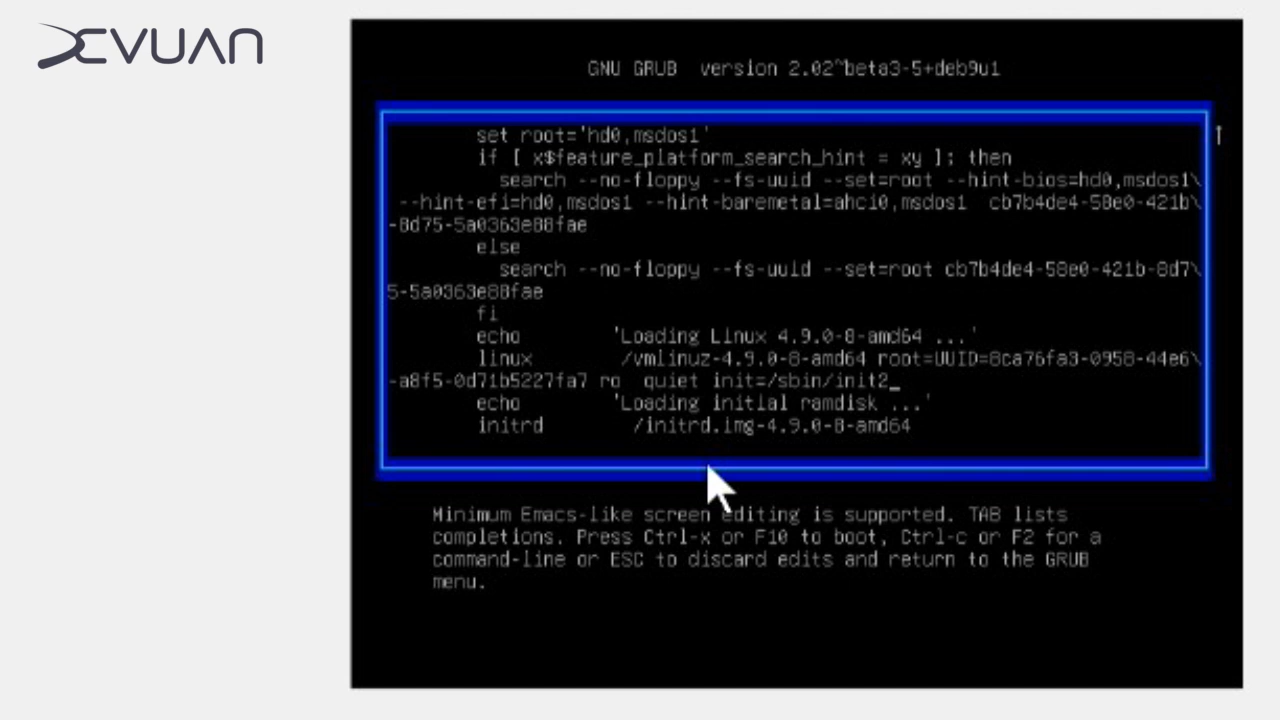 DEVUAN
GNU GRUB version 2.02~beta3-5+deb9u1
set root='hd0,msdos1'
if [ x$feature_platform_search_hint = xy ]; then
search --no-floppy --fs-uuid --set=root --hint-bios=hd0,msdos1\
--hint-efi=hd0,msdos1 --hint-baremetal=ahci0,msdos1 cb7b4de4-58e0-421b\
-8d75-5a0363e88fae
else
search --no-floppy --fs-uuid --set=root cb7b4de4-58e0-421b-8d7\
5-5a0363e88fae
fi
echo 'Loading Linux 4.9.0-8-amd64 ...'
linux /vmlinuz-4.9.0-8-amd64 root=UUID=8ca76fa3-0958-44e6\
-a8f5-0d71b5227fa7 ro quiet init=/sbin/init2_
echo 'Loading initial ramdisk ...'
initrd /initrd.img-4.9.0-8-amd64
Minimum Emacs-like screen editing is supported. TAB lists
completions. Press Ctrl-x or F10 to boot, Ctrl-c or F2 for a
command-line or ESC to discard edits and return to the GRUB
menu.